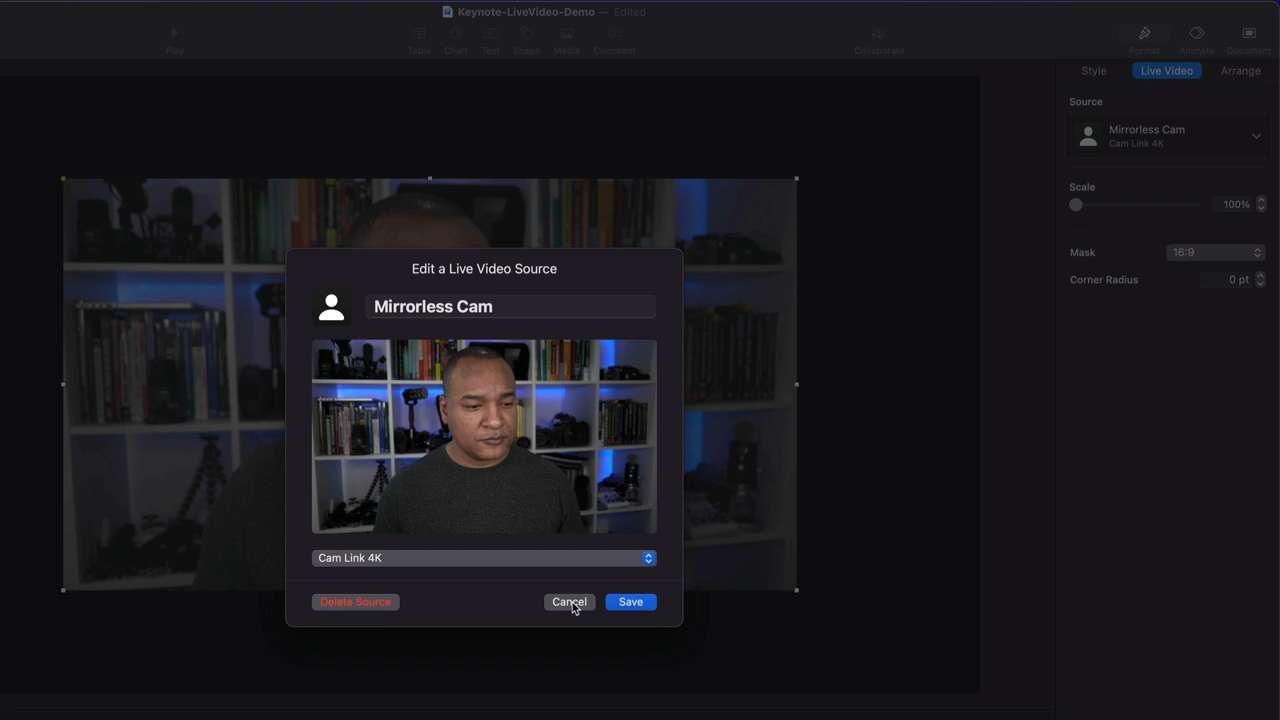 Keynote-LiveVideo-Demo — Edited
Play
Table
Chart
Text
Shape
Media
Comment
Collaborate
Format
Animate
Document
Style
Live Video
Arrange
Source
Mirrorless Cam
Cam Link 4K
Scale
100%
Mask
16:9
Corner Radius
0 pt
Edit a Live Video Source
Mirrorless Cam
Cam Link 4K
Delete Source
Cancel
Save